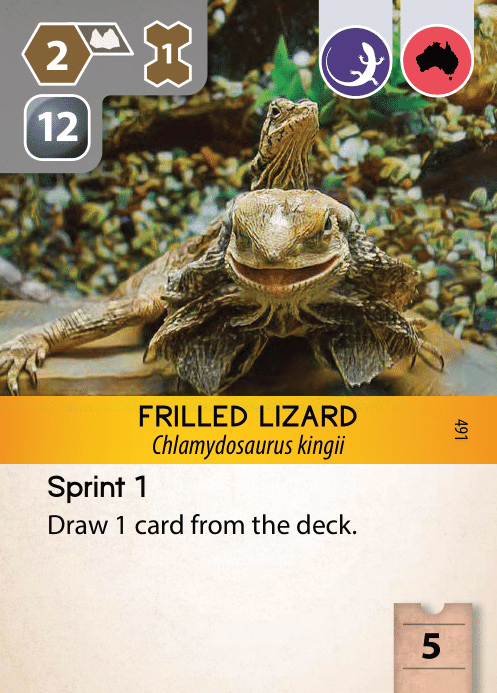 2
1
12
FRILLED LIZARD
Chlamydosaurus kingii
491
Sprint 1
Draw 1 card from the deck.
5